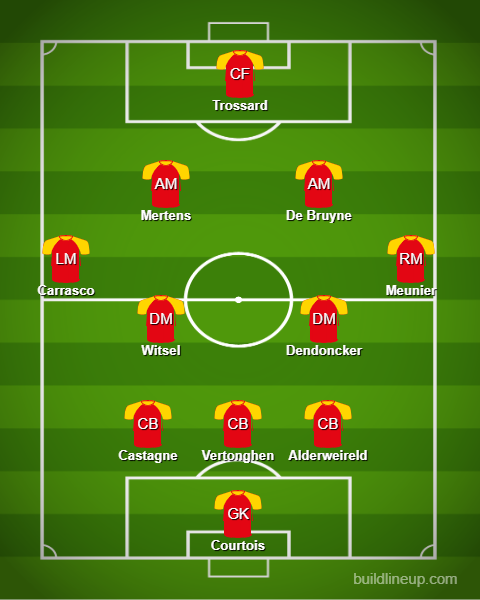 CF
Trossard
AM AM
Mertens De Bruyne
LM RM
Carrasco Meunier
DM DM
Witsel Dendoncker
CB CB CB
Castagne Vertonghen Alderweireld
GK
Courtois
buildlineup.com